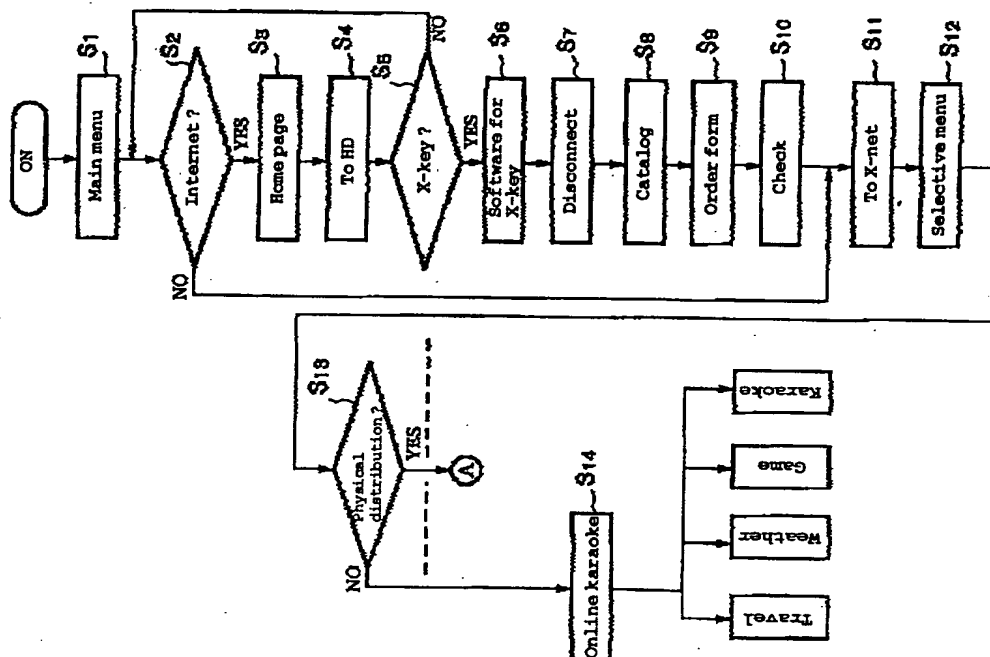 ON
Main menu
S1
Internet ?
S2
NO
YES
Home page
S3
To HD
S4
X-key ?
S5
NO
YES
Software for
X-key
S6
Disconnect
S7
Catalog
S8
Order form
S9
Check
S10
To X-net
S11
Selective menu
S12
Physical
distribution?
S13
NO
YES
A
Online karaoke
S14
Travel
Weather
Game
Karaoke